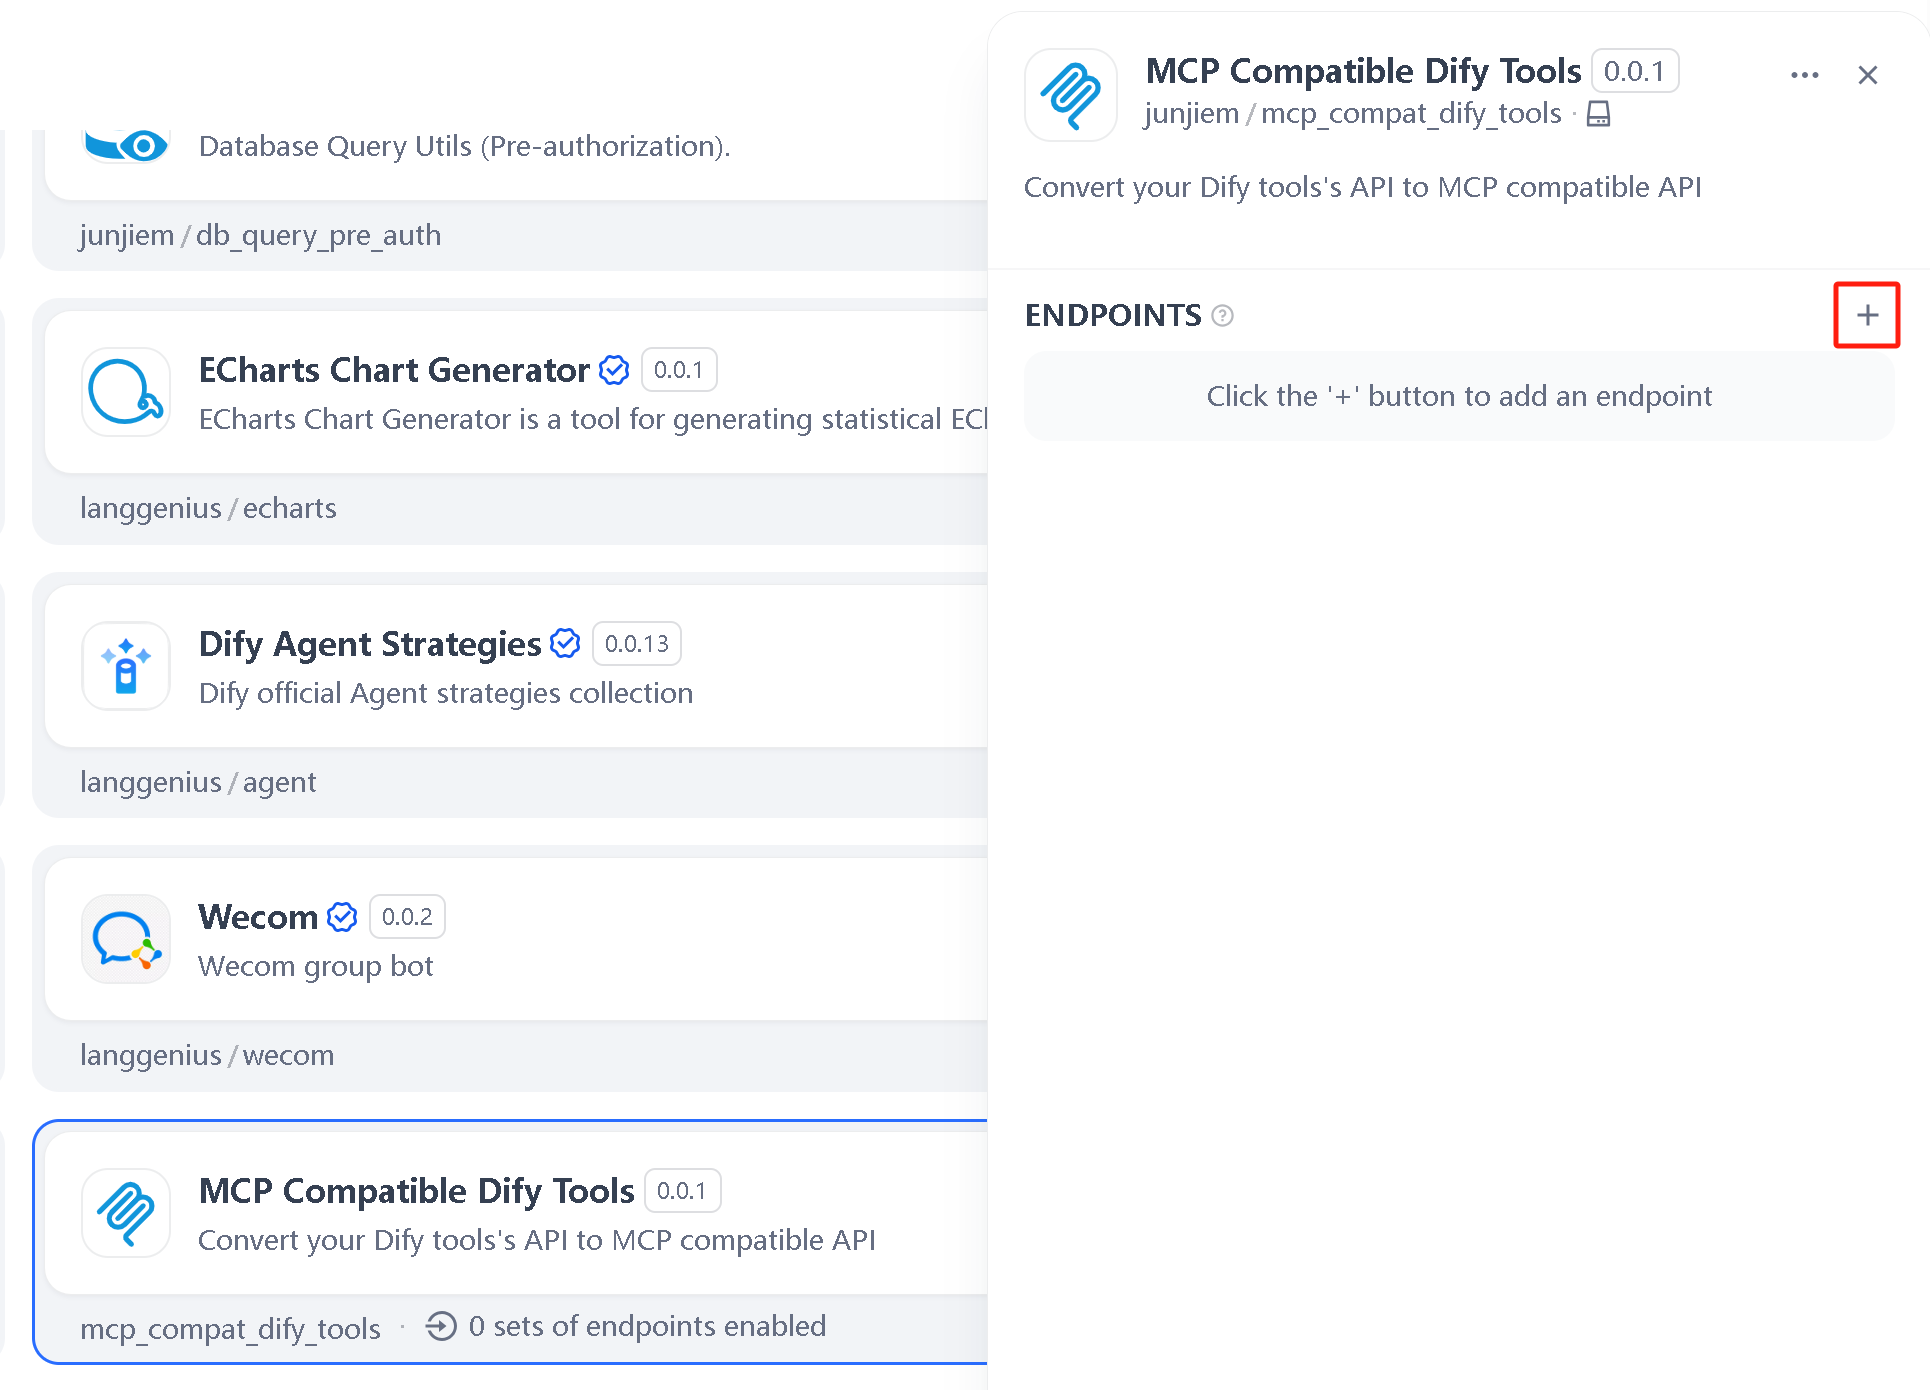 Database Query Utils (Pre-authorization).
junjiem / db_query_pre_auth
ECharts Chart Generator 0.0.1
ECharts Chart Generator is a tool for generating statistical ECl
langgenius / echarts
Dify Agent Strategies 0.0.13
Dify official Agent strategies collection
langgenius / agent
Wecom 0.0.2
Wecom group bot
langgenius / wecom
MCP Compatible Dify Tools 0.0.1
Convert your Dify tools's API to MCP compatible API
mcp_compat_dify_tools · 0 sets of endpoints enabled
MCP Compatible Dify Tools 0.0.1
junjiem / mcp_compat_dify_tools ·
Convert your Dify tools's API to MCP compatible API
ENDPOINTS ?
Click the '+' button to add an endpoint